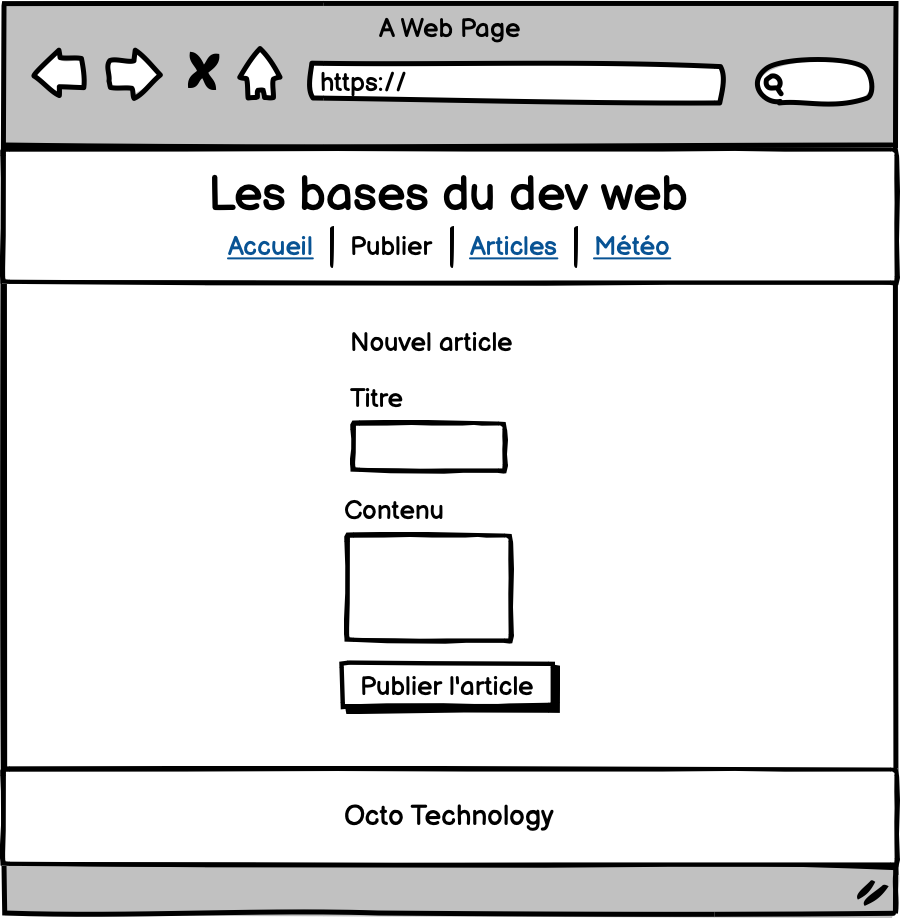 A Web Page
https://
Les bases du dev web
Accueil | Publier | Articles | Météo
Nouvel article
Titre
Contenu
Publier l'article
Octo Technology